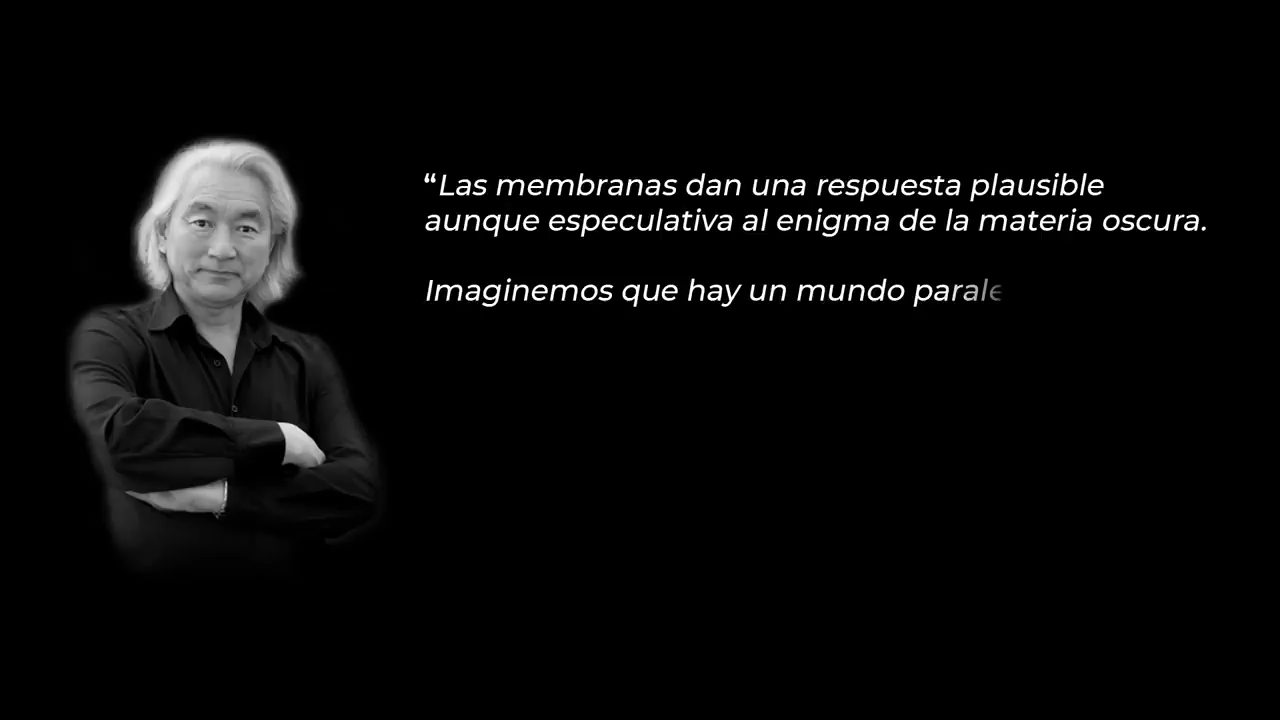 “Las membranas dan una respuesta plausible
aunque especulativa al enigma de la materia oscura.
Imaginemos que hay un mundo parale